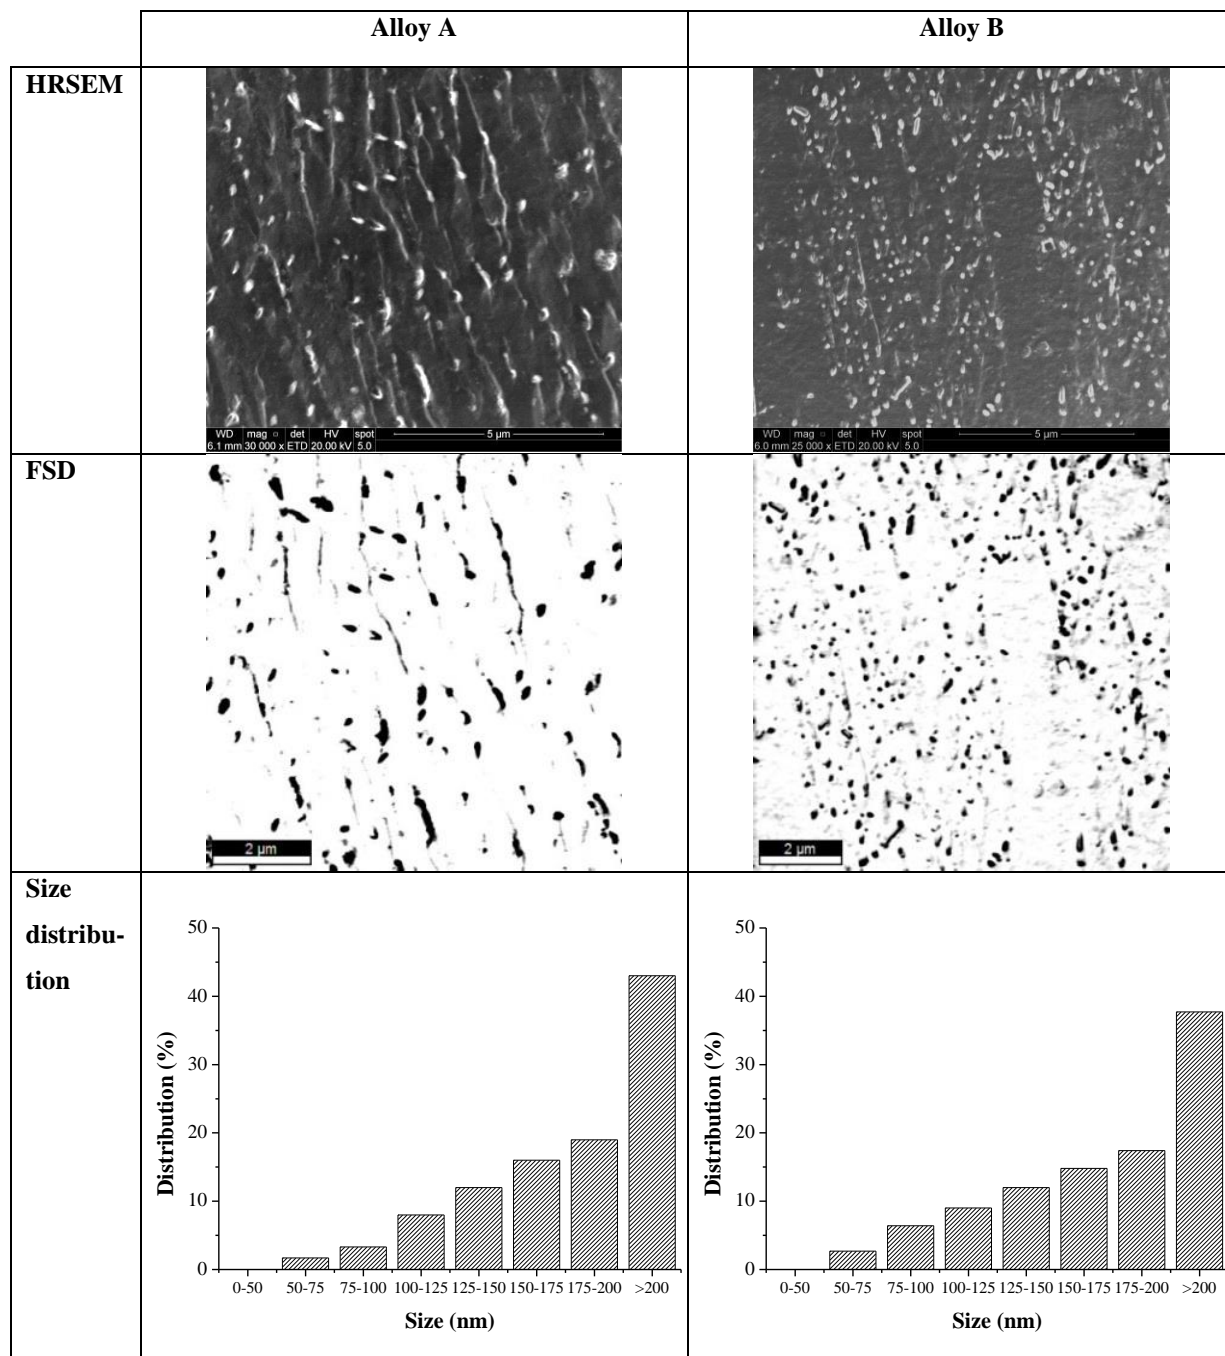 Alloy A
Alloy B
HRSEM
WD mag det HV spot 5 µm
6.1 mm 30 000 x ETD 20.00 kV 5.0
WD mag det HV spot 5 µm
6.0 mm 25 000 x ETD 20.00 kV 5.0
FSD
2 µm
2 µm
Size
distribu-
tion
50
40
30
20
10
0
Distribution (%)
0-50 50-75 75-100 100-125 125-150 150-175 175-200 >200
Size (nm)
50
40
30
20
10
0
Distribution (%)
0-50 50-75 75-100 100-125 125-150 150-175 175-200 >200
Size (nm)